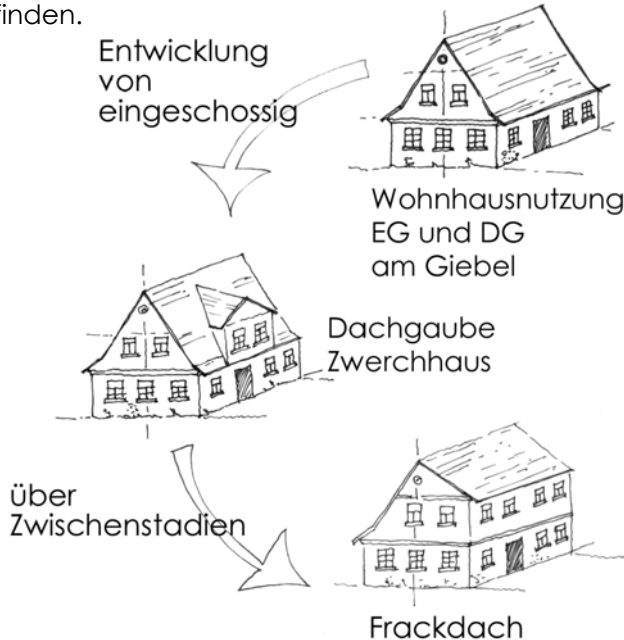 finden.
Entwicklung
von
eingeschossig
Wohnhausnutzung
EG und DG
am Giebel
Dachgaube
Zwerchhaus
über
Zwischenstadien
Frackdach